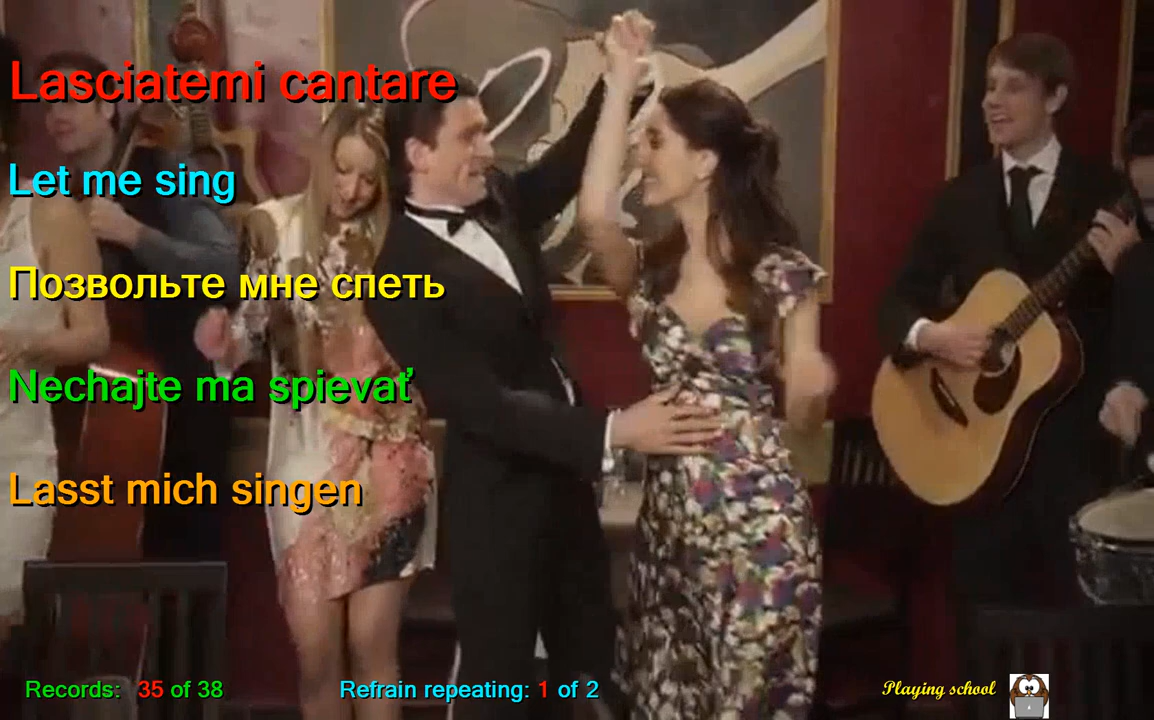 Lasciatemi cantare
Let me sing
Позвольте мне спеть
Nechajte ma spievať
Lasst mich singen
Records: 35 of 38
Refrain repeating: 1 of 2
Playing school